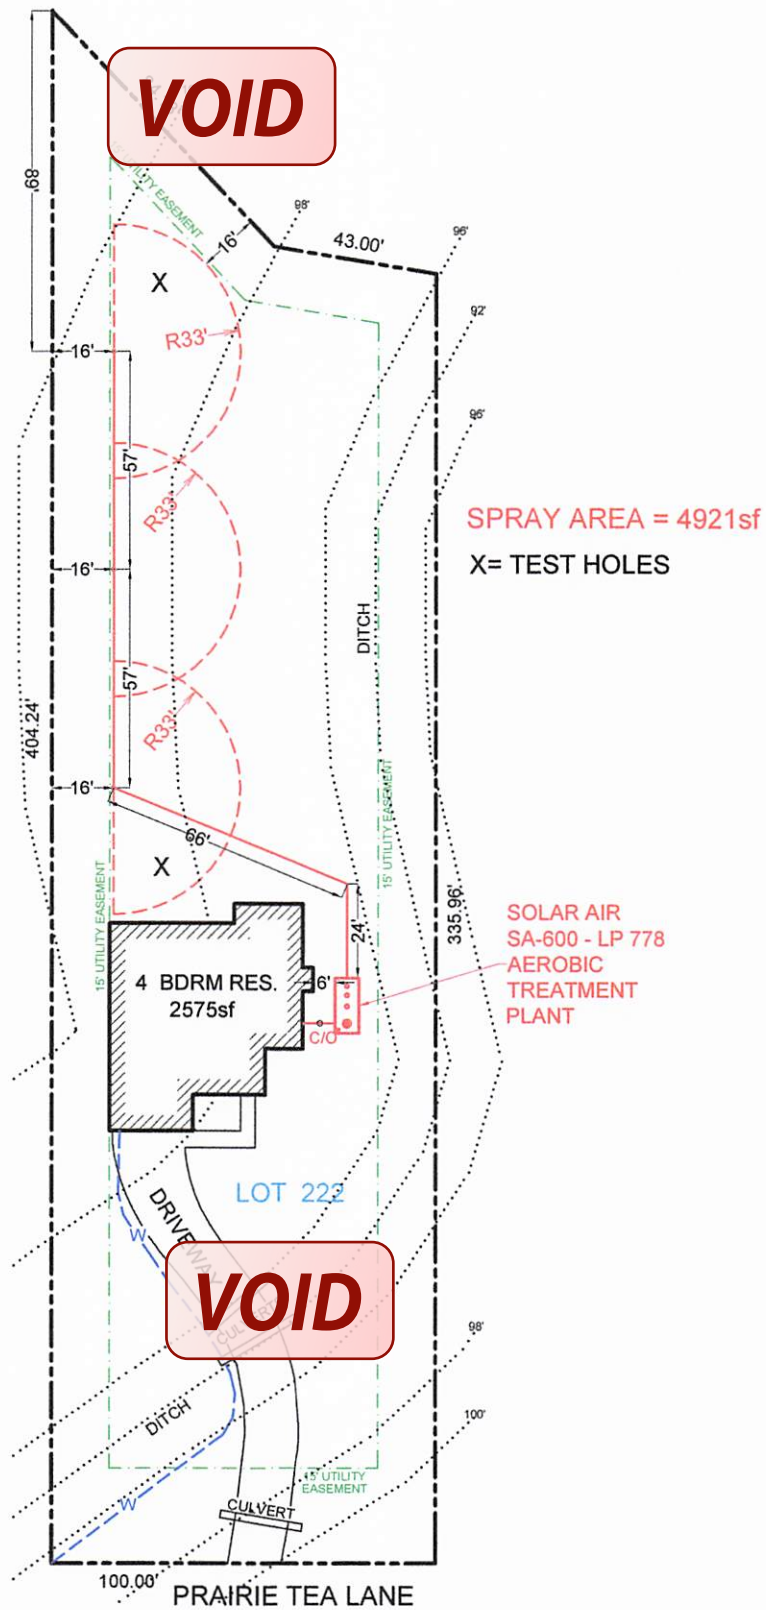 VOID
15' UTILITY EASEMENT
98'
43.00'
96'
.68
16'
X
92'
R33'
16'
96'
57'
R33'
SPRAY AREA = 4921sf
X= TEST HOLES
16'
DITCH
57'
R33'
404.24'
16'
15' UTILITY EASEMENT
66'
X
15' UTILITY EASEMENT
335.96'
24'
SOLAR AIR
SA-600 - LP 778
AEROBIC
TREATMENT
PLANT
4 BDRM RES.
2575sf
16'
C/O
LOT 222
DRIVEWAY
W
VOID
CULVERT
98'
DITCH
100'
15' UTILITY
EASEMENT
W
CULVERT
100.00'
PRAIRIE TEA LANE